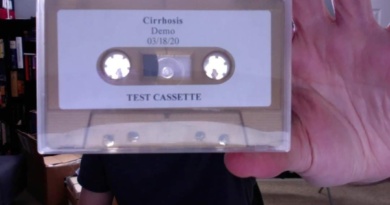 Cirrhosis
Demo
03/18/20
TEST CASSETTE